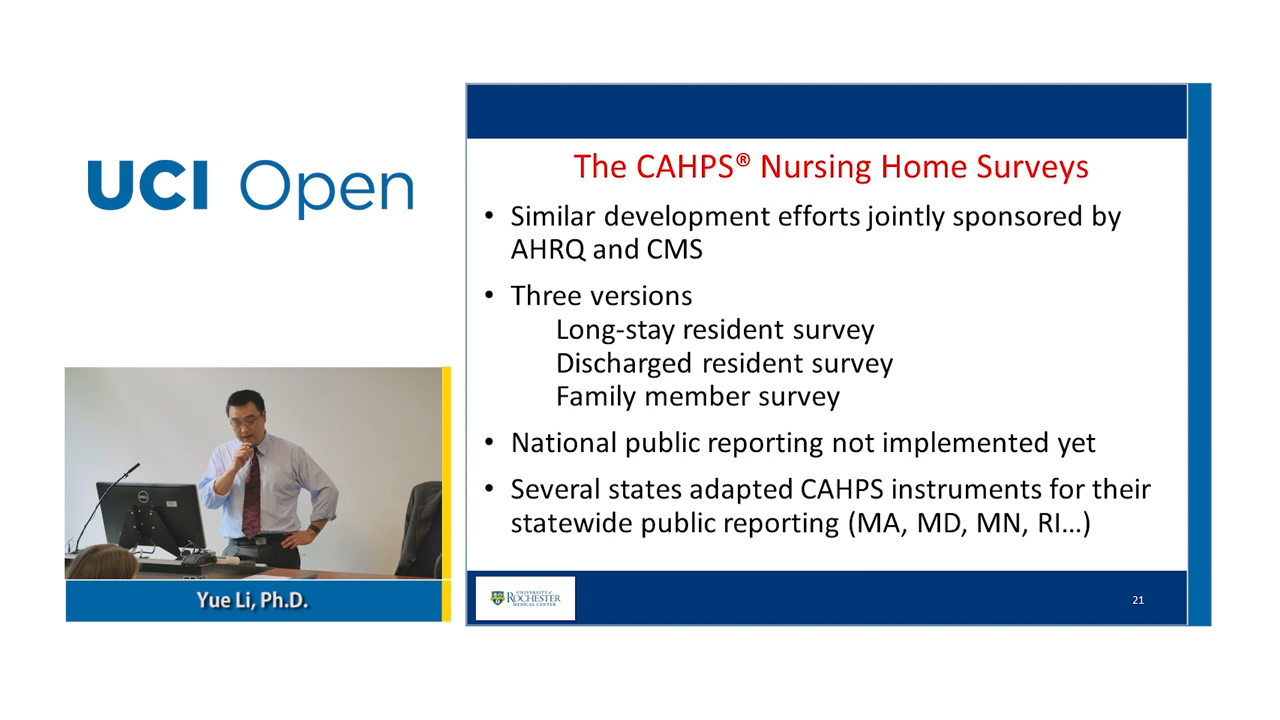 UCI Open
The CAHPS® Nursing Home Surveys
• Similar development efforts jointly sponsored by
AHRQ and CMS
• Three versions
Long-stay resident survey
Discharged resident survey
Family member survey
• National public reporting not implemented yet
• Several states adapted CAHPS instruments for their
statewide public reporting (MA, MD, MN, RI…)
DELL
Yue Li, Ph.D.
UNIVERSITY of
ROCHESTER
MEDICAL CENTER
21